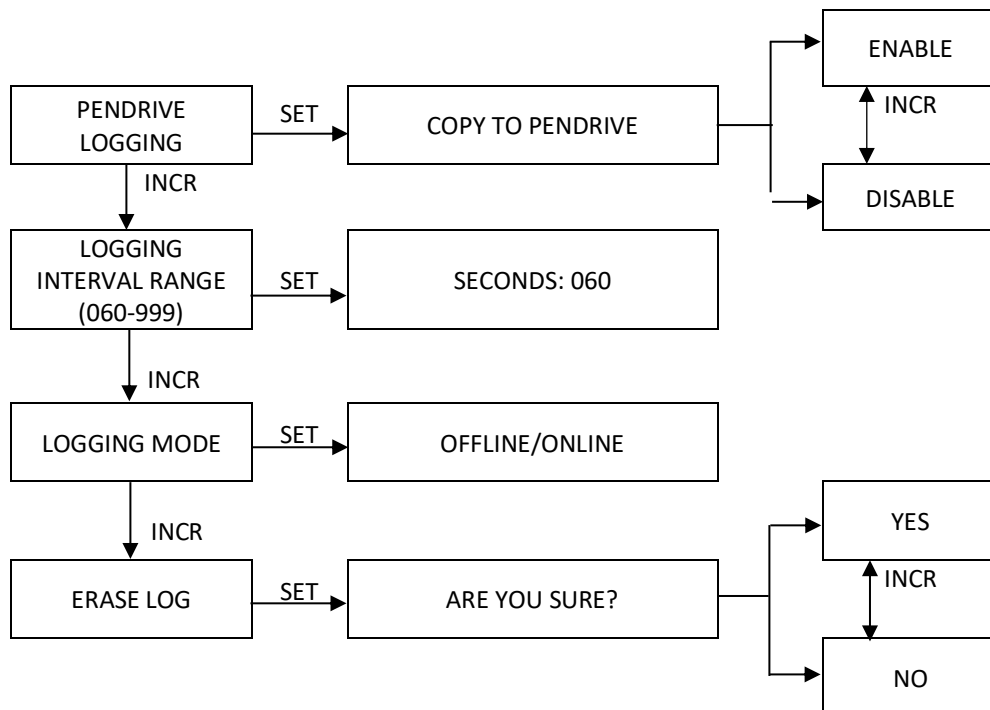 ENABLE
PENDRIVE
LOGGING
SET
COPY TO PENDRIVE
INCR
DISABLE
INCR
LOGGING
INTERVAL RANGE
(060-999)
SET
SECONDS: 060
INCR
LOGGING MODE
SET
OFFLINE/ONLINE
INCR
YES
ERASE LOG
SET
ARE YOU SURE?
INCR
NO